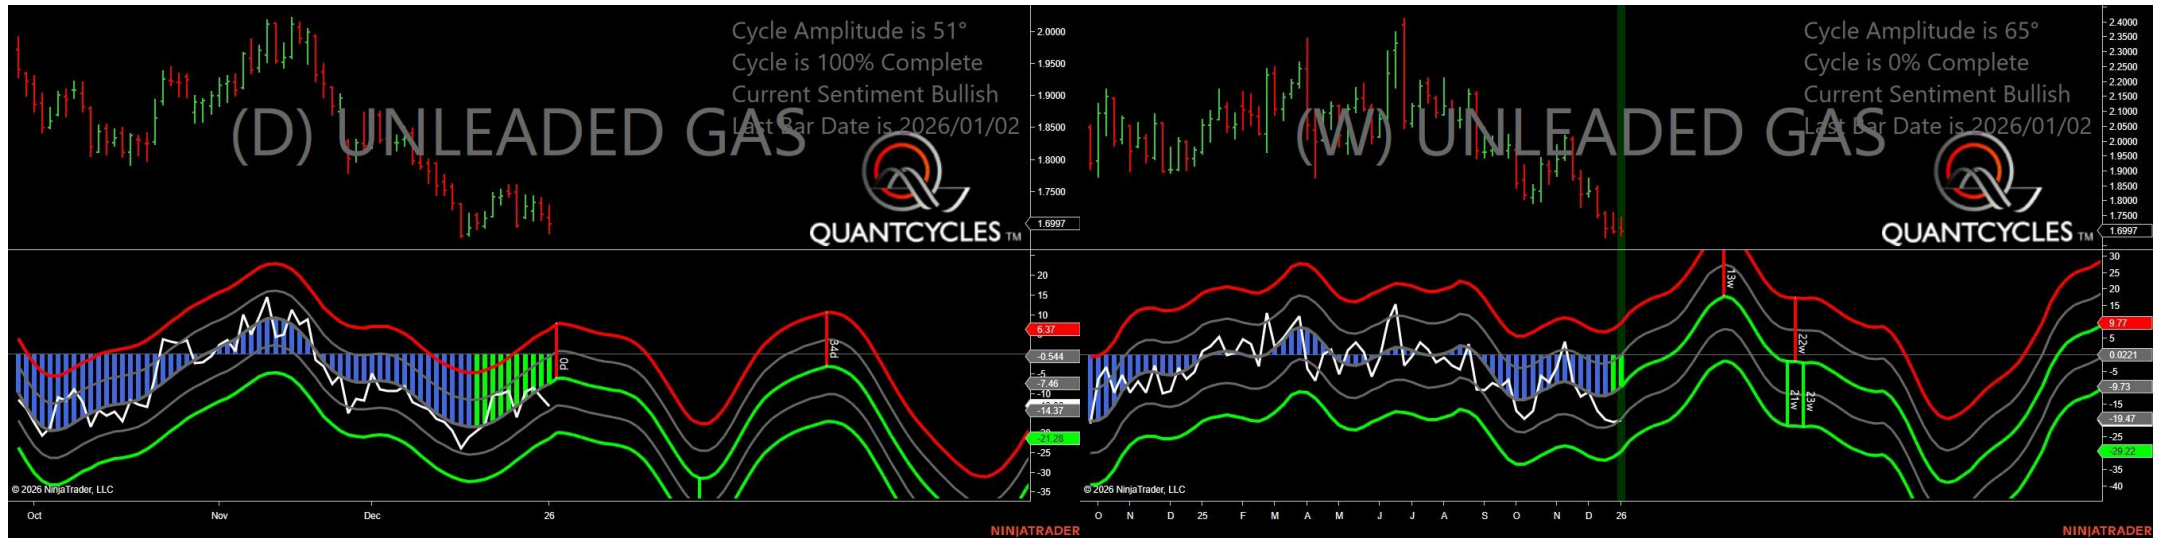 Cycle Amplitude is 51°
Cycle is 100% Complete
Current Sentiment Bullish
Last Bar Date is 2026/01/02
(D) UNLEADED GAS
QUANTCYCLES TM
2.0000
1.9500
1.9000
1.8500
1.8000
1.7500
1.6997
20
15
10
6.37
-0.544
-5
-7.46
-10
-14.37
-21.28
-25
-30
-35
0d
34d
© 2026 NinjaTrader, LLC
Oct
Nov
Dec
26
NINJATRADER
Cycle Amplitude is 65°
Cycle is 0% Complete
Current Sentiment Bullish
Last Bar Date is 2026/01/02
(W) UNLEADED GAS
QUANTCYCLES TM
2.4000
2.3500
2.3000
2.2500
2.2000
2.1500
2.1000
2.0500
2.0000
1.9500
1.9000
1.8500
1.8000
1.7500
1.6997
30
25
20
15
9.77
5
0.0221
-5
-9.73
-15
-19.47
-25
-29.22
-35
-40
13w
22w
21w
23w
© 2026 NinjaTrader, LLC
O N D 25 F M A M J J A S O N D 26
NINJATRADER